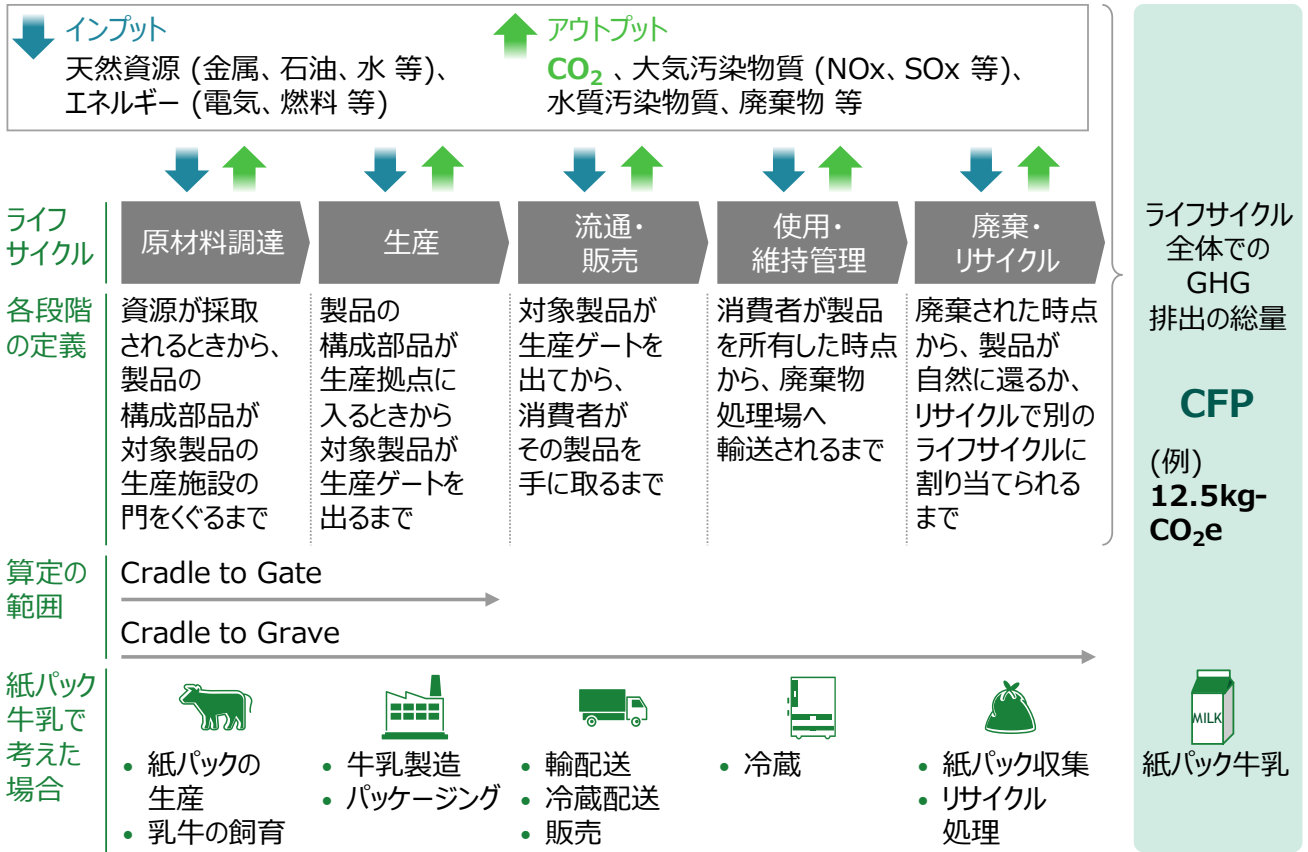 インプット
天然資源 (金属、石油、水 等)、
エネルギー (電気、燃料 等)
アウトプット
CO₂ 、大気汚染物質 (NOx、SOx 等)、
水質汚染物質、廃棄物 等
ライフ
サイクル
原材料調達
生産
流通・
販売
使用・
維持管理
廃棄・
リサイクル
各段階
の定義
資源が採取
されるときから、
製品の
構成部品が
対象製品の
生産施設の
門をくぐるまで
製品の
構成部品が
生産拠点に
入るときから
対象製品が
生産ゲートを
出るまで
対象製品が
生産ゲートを
出てから、
消費者が
その製品を
手に取るまで
消費者が製品
を所有した時点
から、廃棄物
処理場へ
輸送されるまで
廃棄された時点
から、製品が
自然に還るか、
リサイクルで別の
ライフサイクルに
割り当てられる
まで
算定の
範囲
Cradle to Gate
Cradle to Grave
紙パック
牛乳で
考えた
場合
• 紙パックの
生産
• 乳牛の飼育
• 牛乳製造
• パッケージング
• 輸配送
• 冷蔵配送
• 販売
• 冷蔵
• 紙パック収集
• リサイクル
処理
ライフサイクル
全体での
GHG
排出の総量
CFP
(例)
12.5kg-
CO₂e
MILK
紙パック牛乳